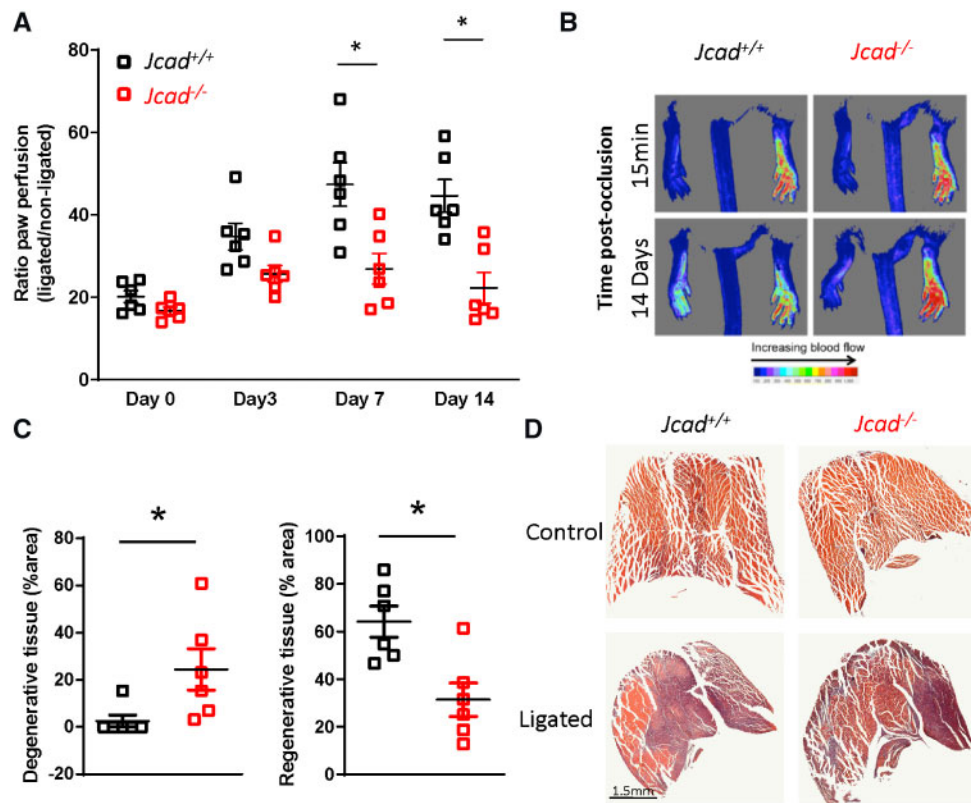 A
Ratio paw perfusion
(ligated/non-ligated)
80
60
40
20
0
Jcad+/+
Jcad-/-
*
*
Day 0
Day3
Day 7
Day 14
B
Jcad+/+
Jcad-/-
Time post-occlusion
15min
14 Days
Increasing blood flow
C
Degenerative tissue (%area)
80
60
40
20
0
-20
*
Regenerative tissue (% area)
100
80
60
40
20
0
*
D
Jcad+/+
Jcad-/-
Control
Ligated
1.5mm